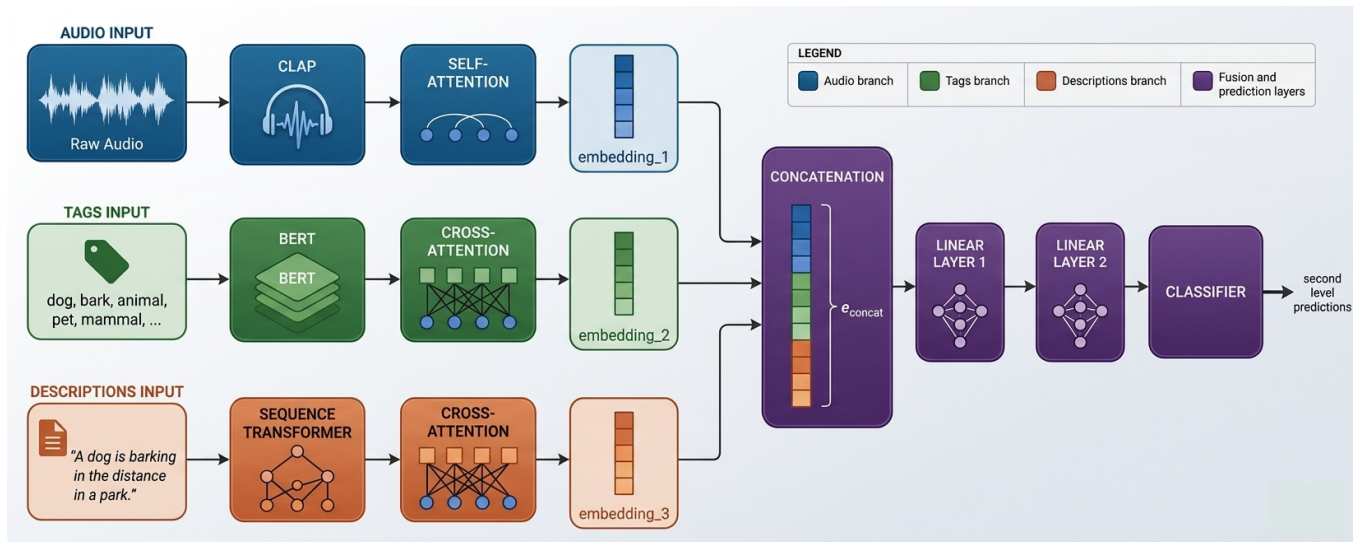 AUDIO INPUT
Raw Audio
CLAP
SELF-
ATTENTION
embedding_1
LEGEND
Audio branch
Tags branch
Descriptions branch
Fusion and
prediction layers
TAGS INPUT
dog, bark, animal,
pet, mammal, ...
BERT
BERT
CROSS-
ATTENTION
embedding_2
DESCRIPTIONS INPUT
"A dog is barking
in the distance
in a park."
SEQUENCE
TRANSFORMER
CROSS-
ATTENTION
embedding_3
CONCATENATION
e concat
LINEAR
LAYER 1
LINEAR
LAYER 2
CLASSIFIER
second
level
predictions